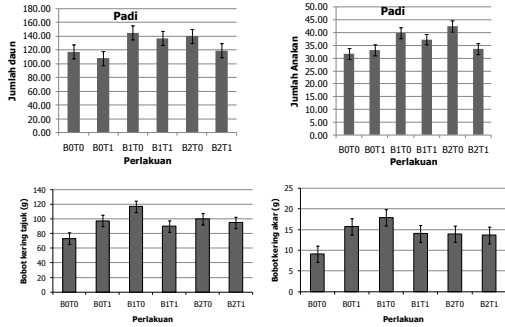 Padi
Jumlah daun
180.00
160.00
140.00
120.00
100.00
80.00
60.00
40.00
20.00
0.00
B0T0 B0T1 B1T0 B1T1 B2T0 B2T1
Perlakuan
Padi
Jumlah Anakan
50.00
45.00
40.00
35.00
30.00
25.00
20.00
15.00
10.00
5.00
0.00
B0T0 B0T1 B1T0 B1T1 B2T0 B2T1
Perlakuan
Bobot kering tajuk (g)
140
120
100
80
60
40
20
0
B0T0 B0T1 B1T0 B1T1 B2T0 B2T1
Perlakuan
Bobotkering akar (g)
25
20
15
10
5
0
B0T0 B0T1 B1T0 B1T1 B2T0 B2T1
Perlakuan